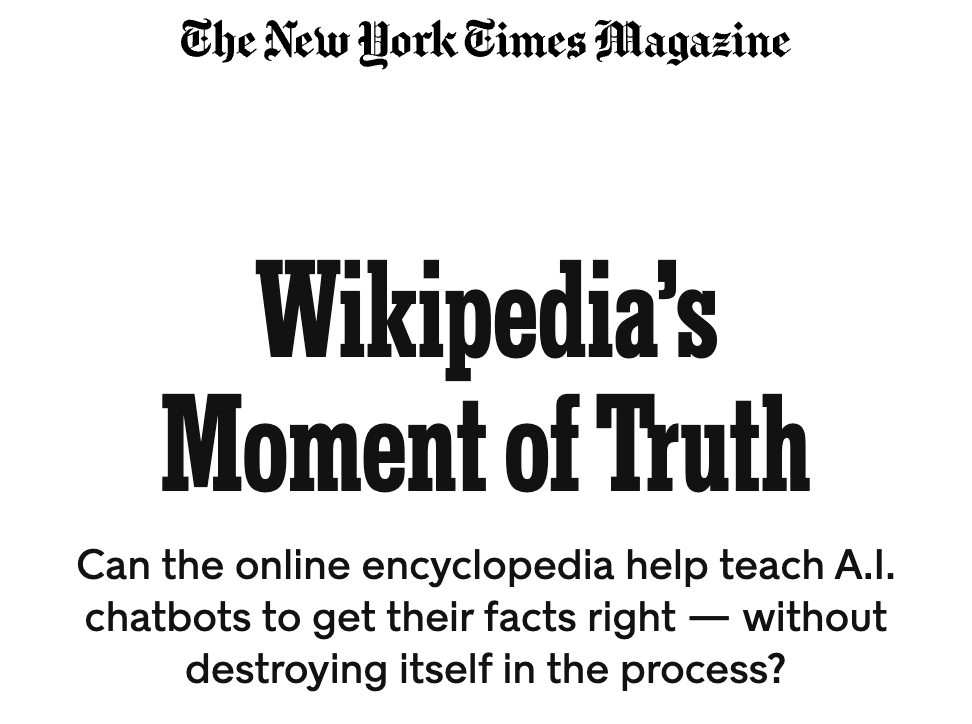 The New York Times Magazine
Wikipedia’s
Moment of Truth
Can the online encyclopedia help teach A.I.
chatbots to get their facts right — without
destroying itself in the process?